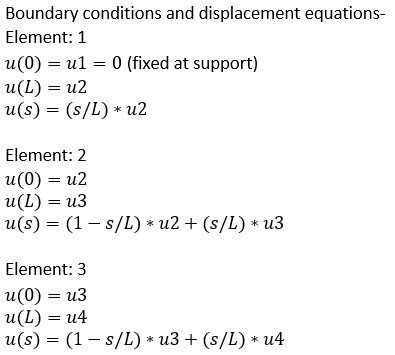 Boundary conditions and displacement equations-
Element: 1
u(0) = u1 = 0 (fixed at support)
u(L) = u2
u(s) = (s/L) * u2
Element: 2
u(0) = u2
u(L) = u3
u(s) = (1 − s/L) * u2 + (s/L) * u3
Element: 3
u(0) = u3
u(L) = u4
u(s) = (1 − s/L) * u3 + (s/L) * u4